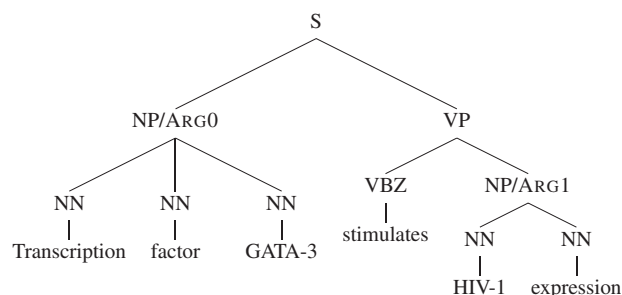 S
NP/ARG0 VP
NN NN NN VBZ NP/ARG1
Transcription factor GATA-3 stimulates NN NN
HIV-1 expression